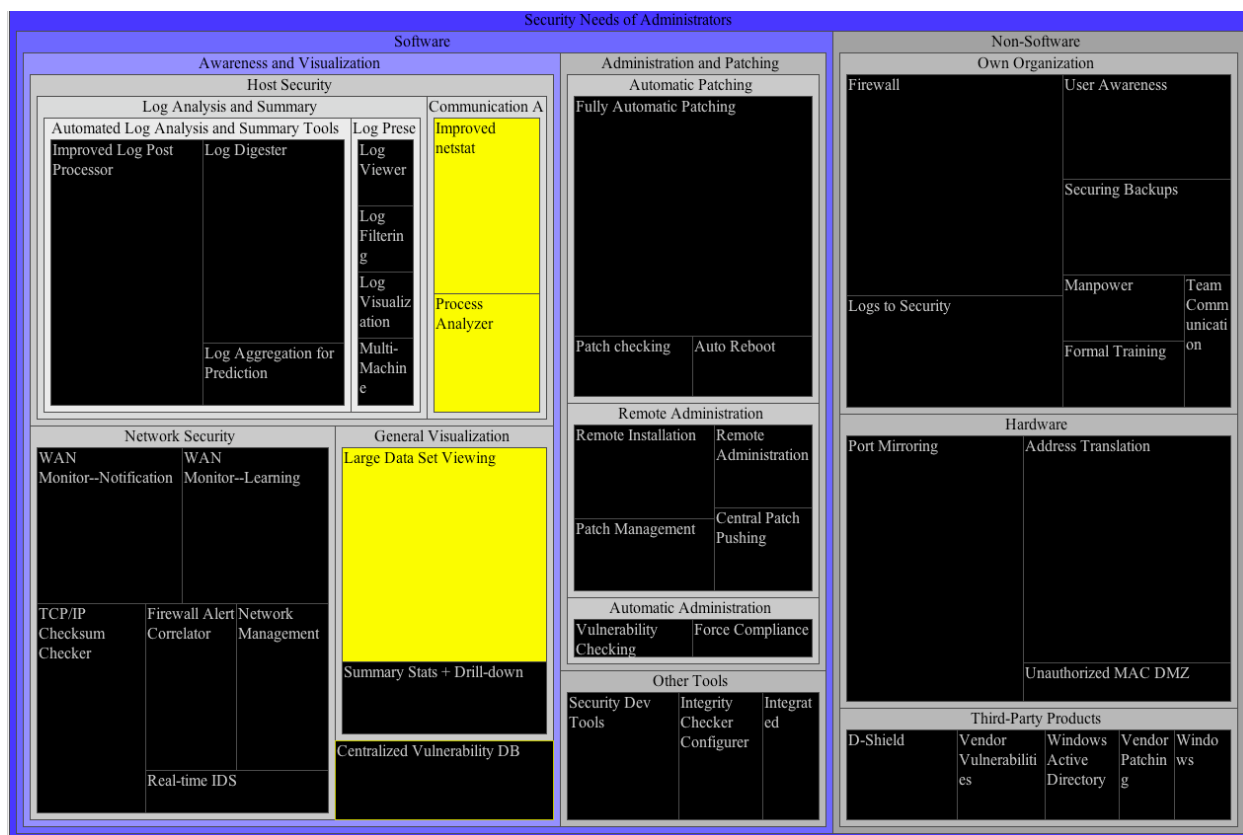 Security Needs of Administrators
Software
Awareness and Visualization
Host Security
Log Analysis and Summary
Automated Log Analysis and Summary Tools
Improved Log Post
Processor
Log Digester
Log Aggregation for
Prediction
Log Prese
Log
Viewer
Log
Filterin
g
Log
Visualiz
ation
Multi-
Machin
e
Communication A
Improved
netstat
Process
Analyzer
Network Security
WAN
Monitor--Notification
WAN
Monitor--Learning
TCP/IP
Checksum
Checker
Firewall Alert
Correlator
Network
Management
Real-time IDS
General Visualization
Large Data Set Viewing
Summary Stats + Drill-down
Centralized Vulnerability DB
Administration and Patching
Automatic Patching
Fully Automatic Patching
Patch checking
Auto Reboot
Remote Administration
Remote Installation
Remote
Administration
Patch Management
Central Patch
Pushing
Automatic Administration
Vulnerability
Checking
Force Compliance
Other Tools
Security Dev
Tools
Integrity
Checker
Configurer
Integrat
ed
Non-Software
Own Organization
Firewall
User Awareness
Securing Backups
Logs to Security
Manpower
Team
Comm
unicati
on
Formal Training
Hardware
Port Mirroring
Address Translation
Unauthorized MAC DMZ
Third-Party Products
D-Shield
Vendor
Vulnerabiliti
es
Windows
Active
Directory
Vendor
Patchin
g
Windo
ws